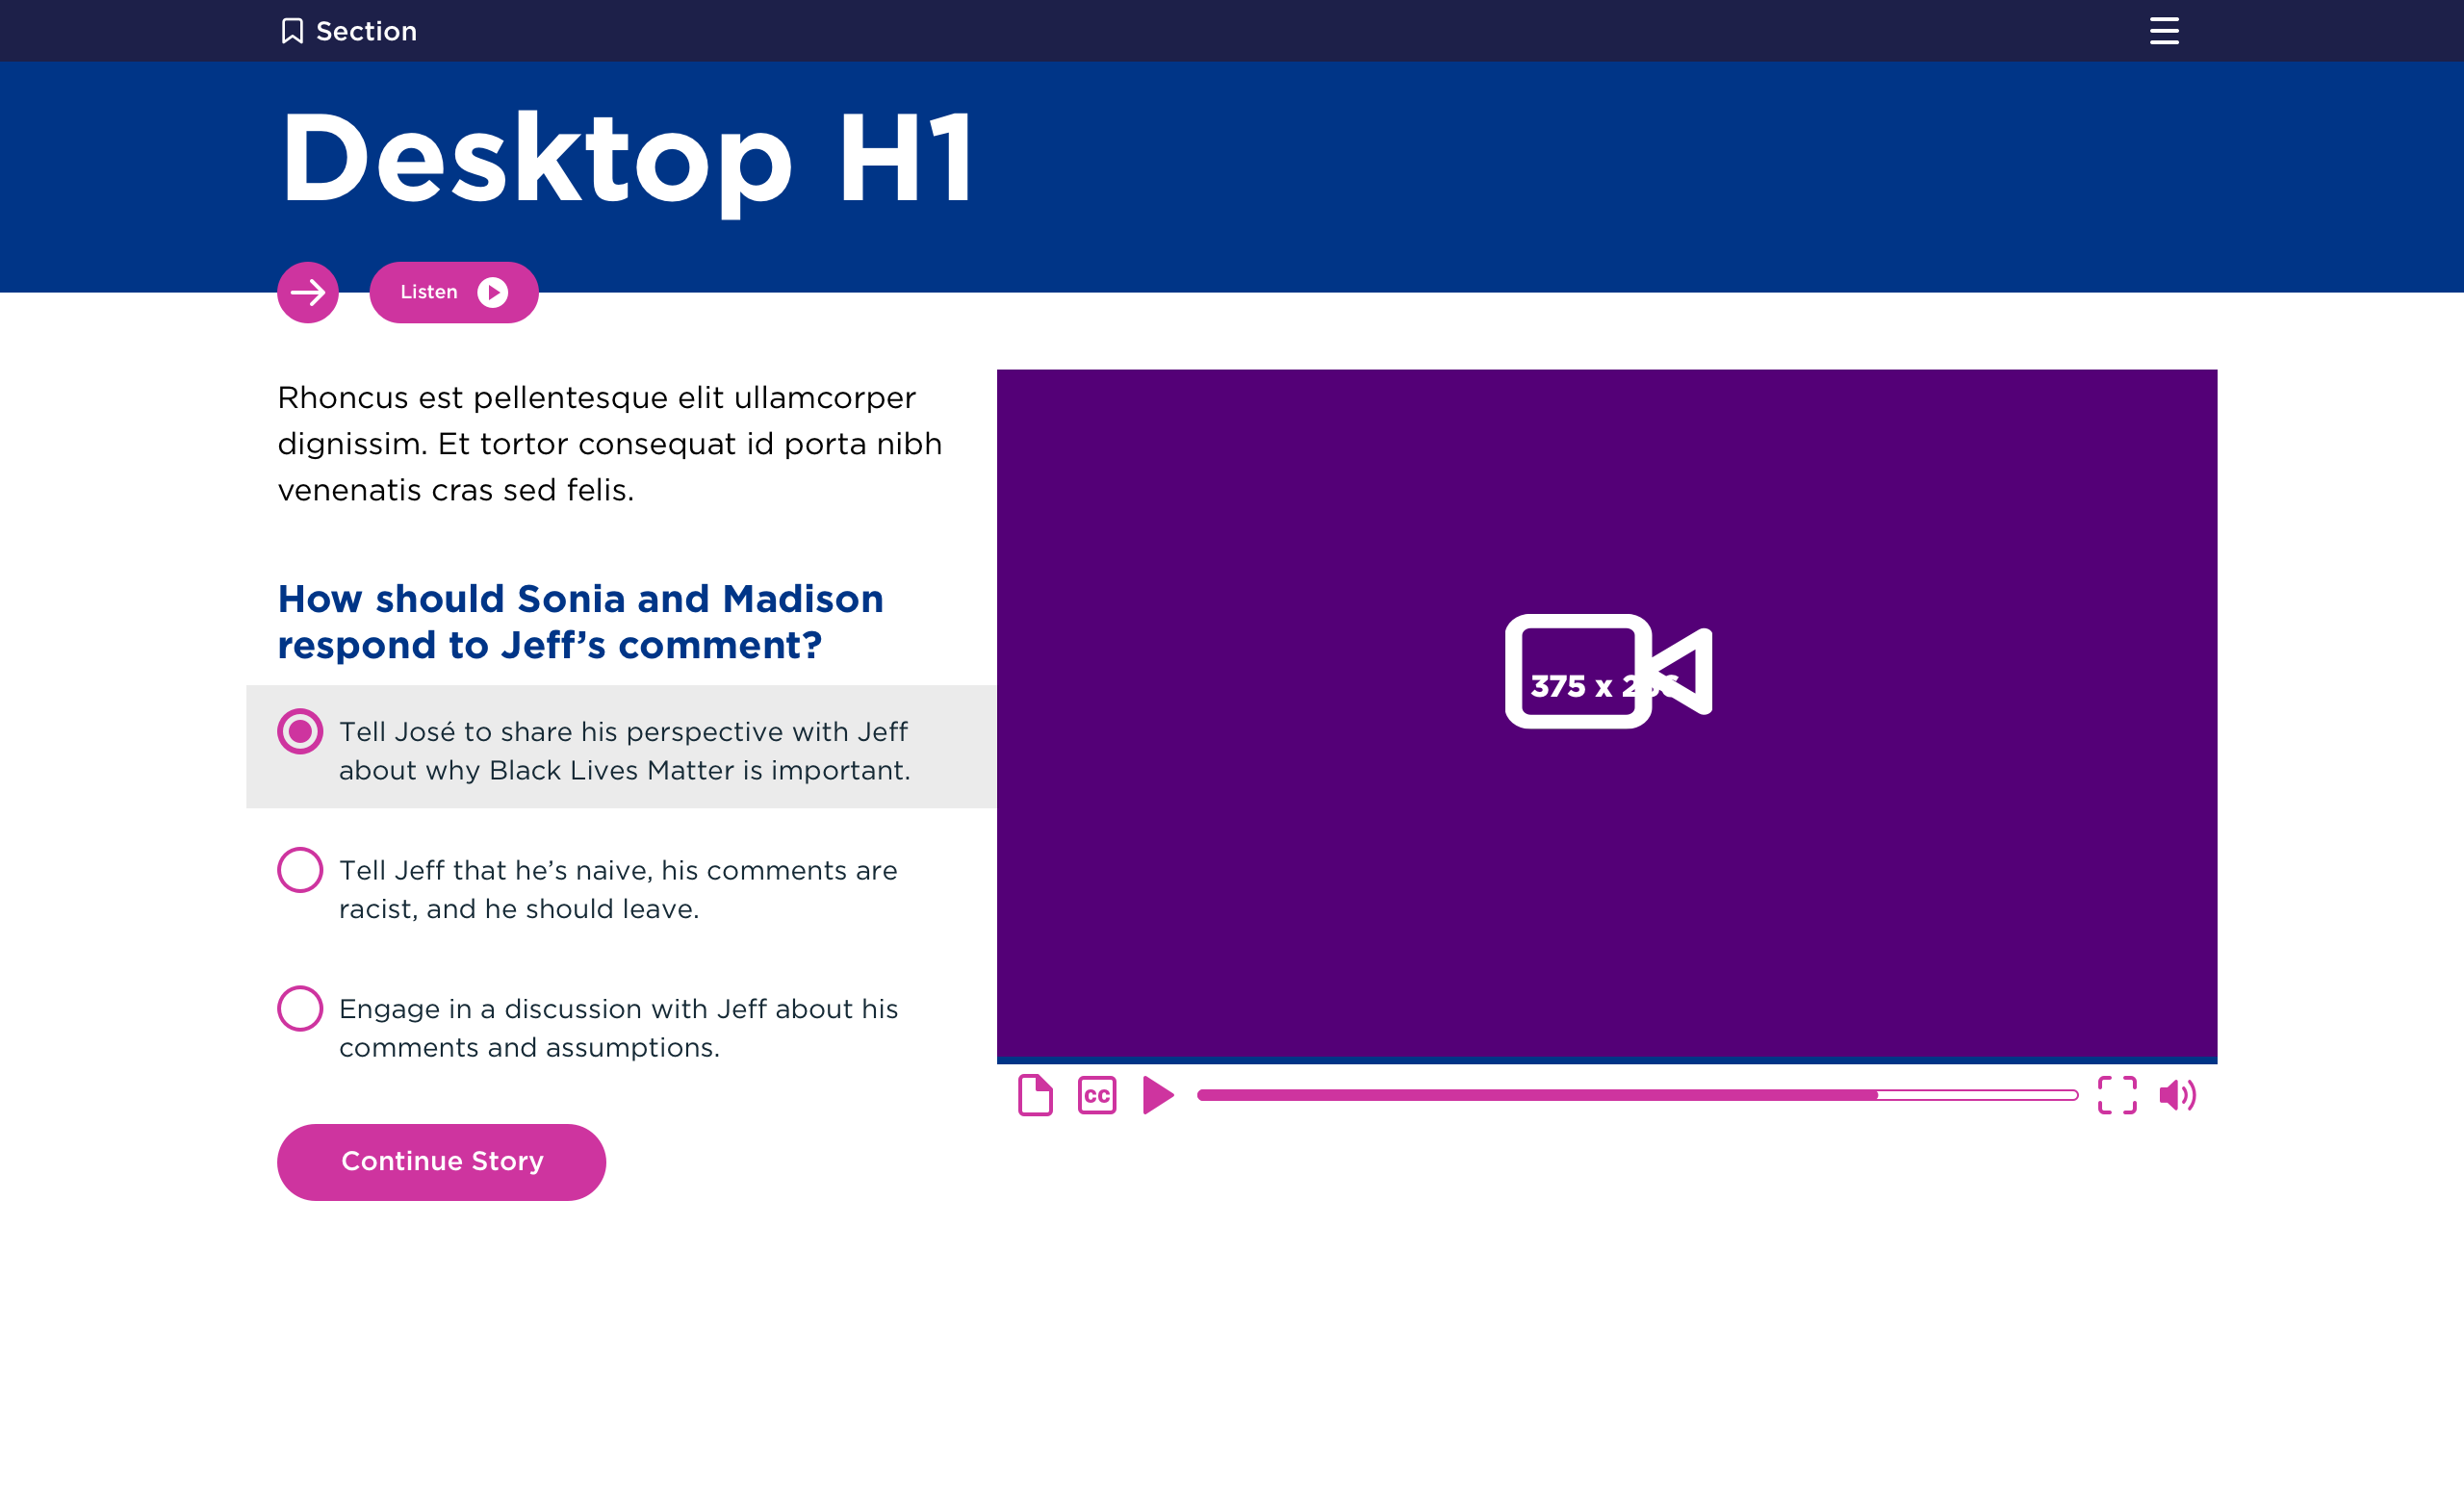 Section
Desktop H1
Listen
Rhoncus est pellentesque elit ullamcorper
dignissim. Et tortor consequat id porta nibh
venenatis cras sed felis.
How should Sonia and Madison
respond to Jeff’s comment?
Tell José to share his perspective with Jeff
about why Black Lives Matter is important.
Tell Jeff that he’s naive, his comments are
racist, and he should leave.
Engage in a discussion with Jeff about his
comments and assumptions.
Continue Story
375 x
CC